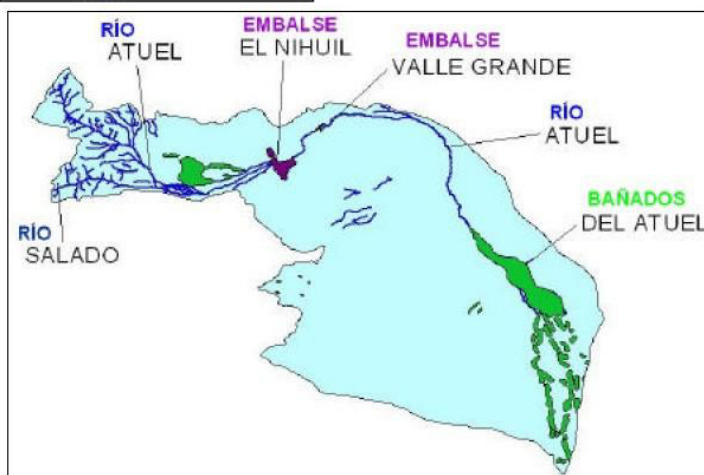 RÍO
ATUEL
EMBALSE
EL NIHUIL
EMBALSE
VALLE GRANDE
RÍO
ATUEL
BAÑADOS
DEL ATUEL
RÍO
SALADO